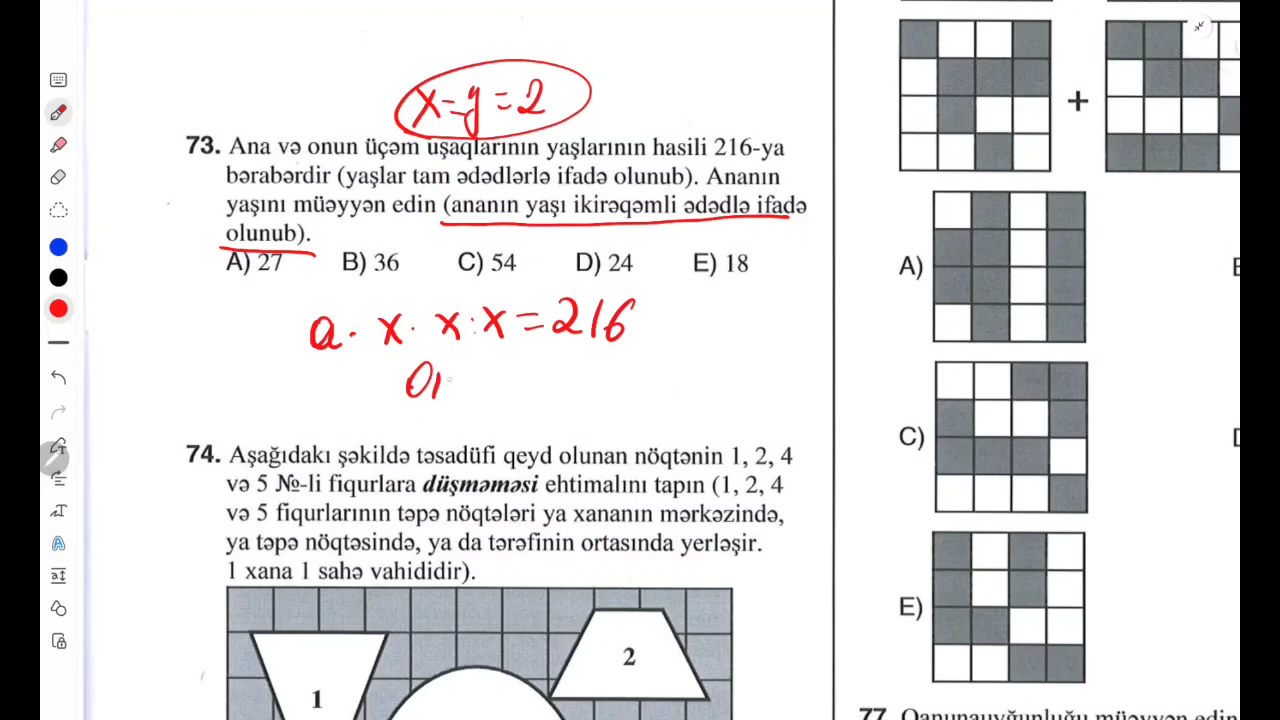 x-y=2
73. Ana və onun üçəm uşaqlarının yaşlarının hasili 216-ya
bərabərdir (yaşlar tam ədədlərlə ifadə olunub). Ananın
yaşını müəyyən edin (ananın yaşı ikirəqəmli ədədlə ifadə
olunub).
A) 27 B) 36 C) 54 D) 24 E) 18
a · x · x · x = 216
74. Aşağıdakı şəkildə təsadüfi qeyd olunan nöqtənin 1, 2, 4
və 5 №-li fiqurlara düşməməsi ehtimalını tapın (1, 2, 4
və 5 fiqurlarının təpə nöqtələri ya xananın mərkəzində,
ya təpə nöqtəsində, ya da tərəfinin ortasında yerləşir.
1 xana 1 sahə vahididir).
1
2
+
A)
C)
E)
77. Qanunauyğunluğu müəyyən edin